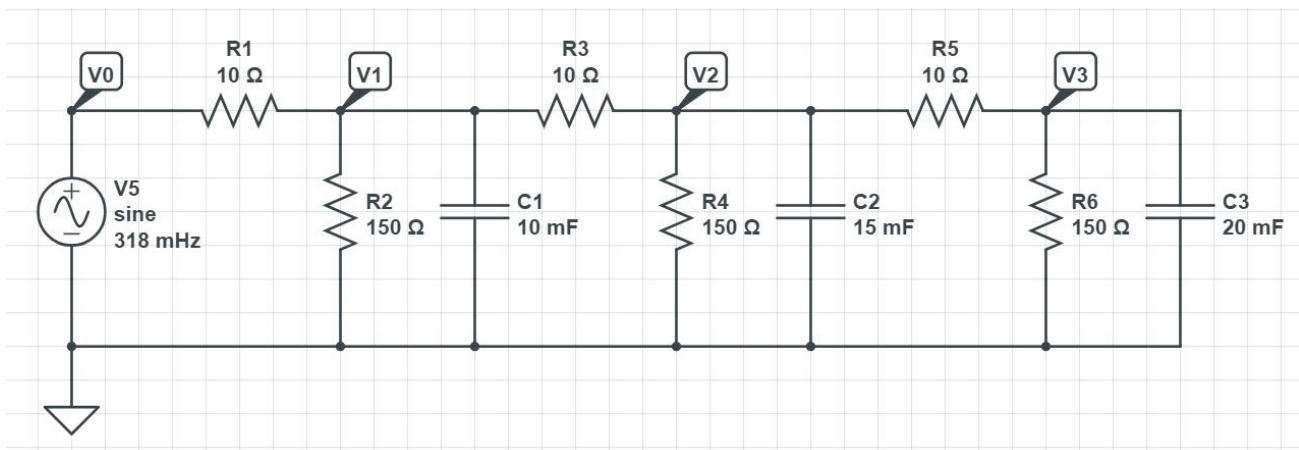 V0
R1
10 Ω
V1
R3
10 Ω
V2
R5
10 Ω
V3
V5
sine
318 mHz
R2
150 Ω
C1
10 mF
R4
150 Ω
C2
15 mF
R6
150 Ω
C3
20 mF